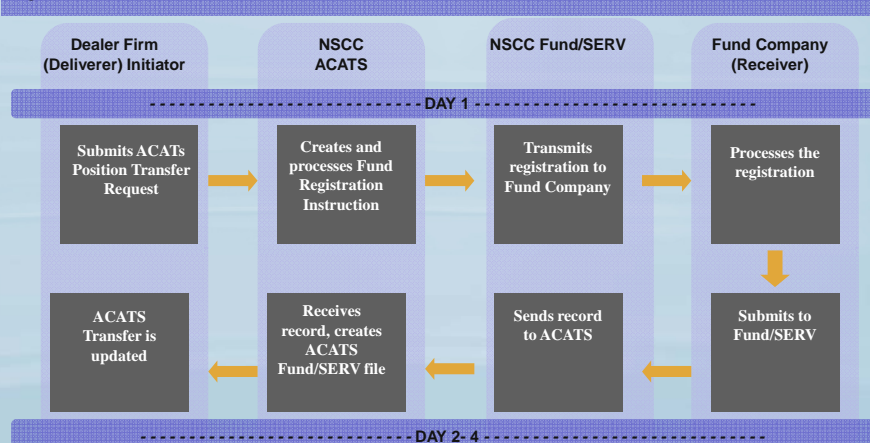 Dealer Firm
(Deliverer) Initiator
NSCC
ACATS
NSCC Fund/SERV
Fund Company
(Receiver)
- - - - - - - - - - - - - - - - - - - - - - - - - - - - - - - - - DAY 1 - - - - - - - - - - - - - - - - - - - - - - - - - - - - - - - - - -
Submits ACATs
Position Transfer
Request
Creates and
processes Fund
Registration
Instruction
Transmits
registration to
Fund Company
Processes the
registration
ACATS
Transfer is
updated
Receives
record, creates
ACATS
Fund/SERV file
Sends record
to ACATS
Submits to
Fund/SERV
- - - - - - - - - - - - - - - - - - - - - - - - - - - - - - - - - DAY 2- 4 - - - - - - - - - - - - - - - - - - - - - - - - - - - - - - - - - -